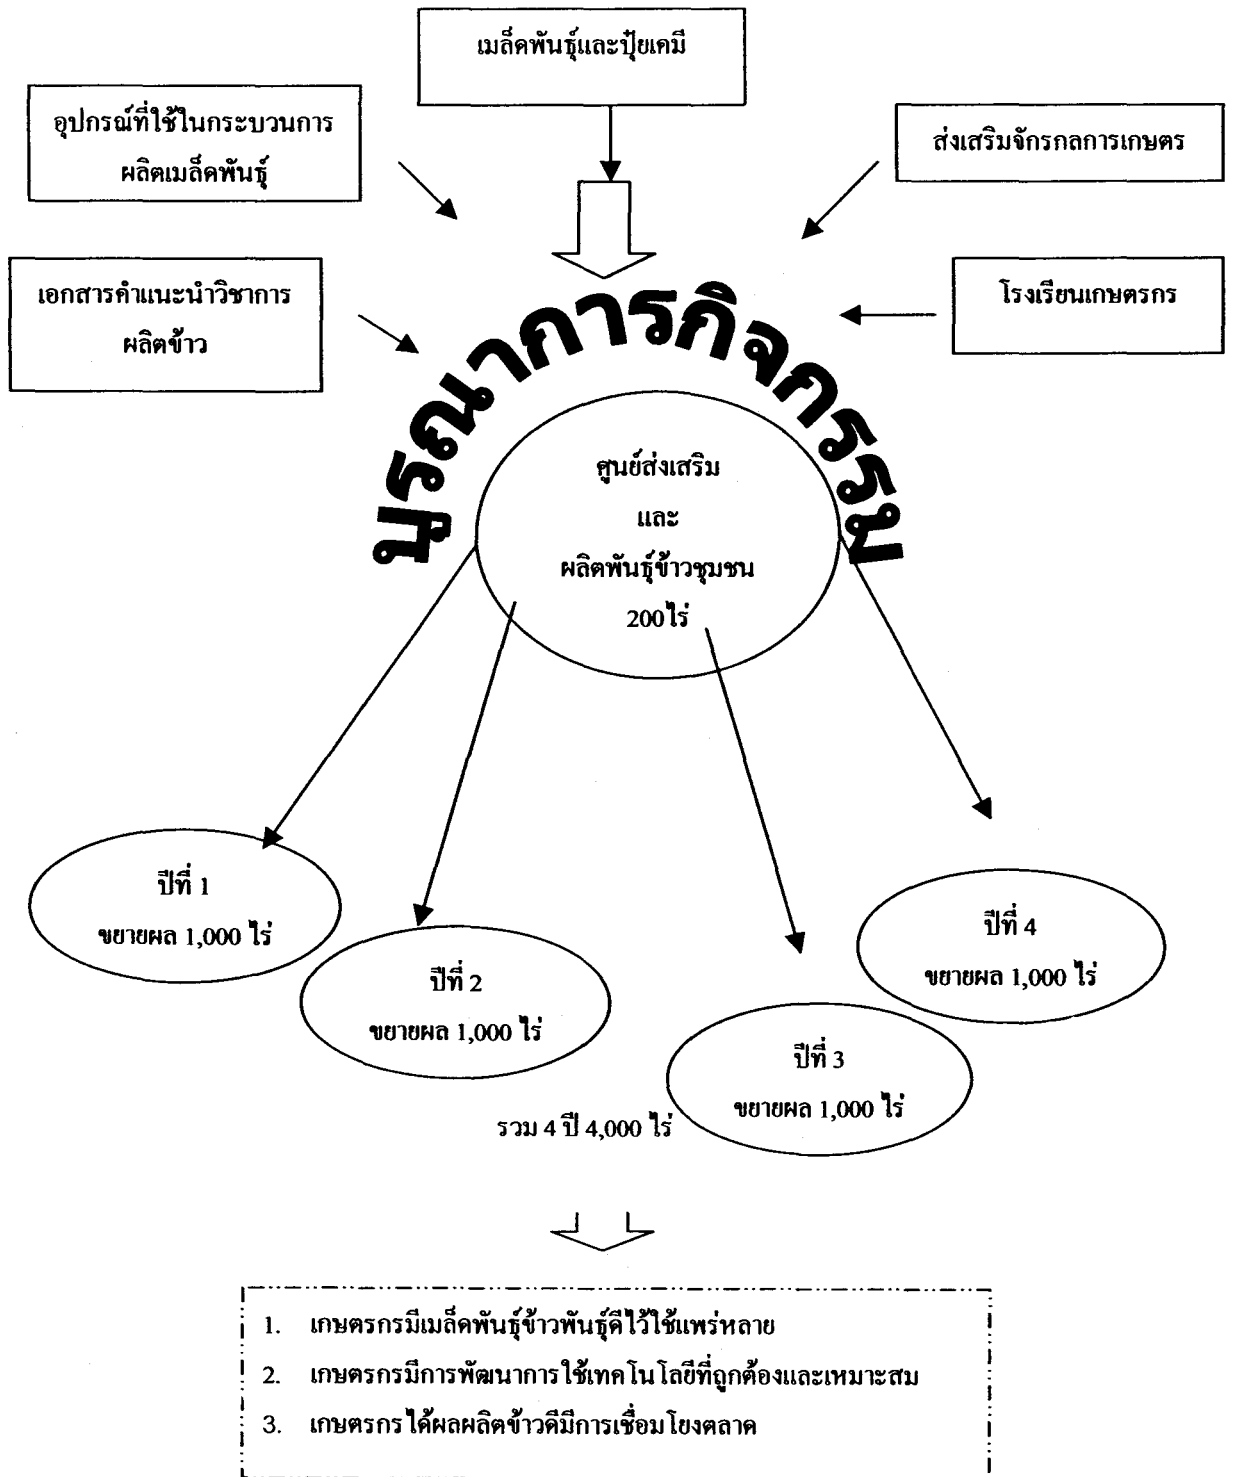 เมล็ดพันธุ์และปุ๋ยเคมี
อุปกรณ์ที่ใช้ในกระบวนการ
ผลิตเมล็ดพันธุ์
ส่งเสริมจักรกลการเกษตร
เอกสารคำแนะนำวิชาการ
ผลิตข้าว
โรงเรียนเกษตรกร
บูรณาการกิจกรรม
ศูนย์ส่งเสริม
และ
ผลิตพันธุ์ข้าวชุมชน
200ไร่
ปีที่ 1
ขยายผล 1,000 ไร่
ปีที่ 2
ขยายผล 1,000 ไร่
ปีที่ 4
ขยายผล 1,000 ไร่
ปีที่ 3
ขยายผล 1,000 ไร่
รวม 4 ปี 4,000 ไร่
1. เกษตรกรมีเมล็ดพันธุ์ข้าวพันธุ์ดีไว้ใช้แพร่หลาย
2. เกษตรกรมีการพัฒนาการใช้เทคโนโลยีที่ถูกต้องและเหมาะสม
3. เกษตรกรได้ผลผลิตข้าวดีมีการเชื่อมโยงตลาด